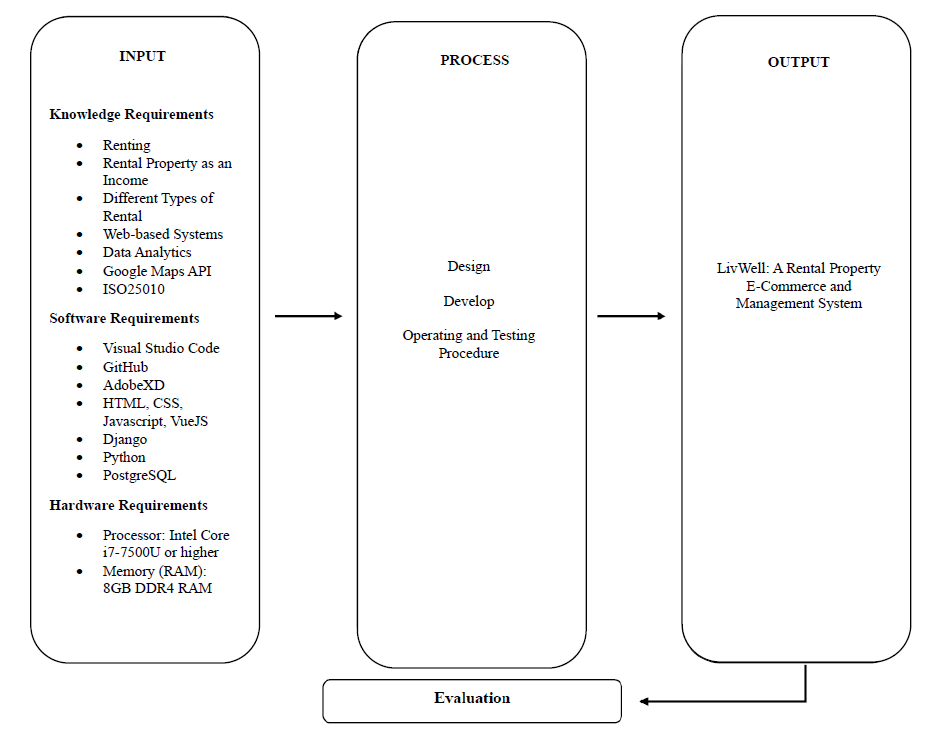 INPUT
Knowledge Requirements
• Renting
• Rental Property as an
Income
• Different Types of
Rental
• Web-based Systems
• Data Analytics
• Google Maps API
• ISO25010
Software Requirements
• Visual Studio Code
• GitHub
• AdobeXD
• HTML, CSS,
Javascript, VueJS
• Django
• Python
• PostgreSQL
Hardware Requirements
• Processor: Intel Core
i7-7500U or higher
• Memory (RAM):
8GB DDR4 RAM
PROCESS
Design
Develop
Operating and Testing
Procedure
OUTPUT
LivWell: A Rental Property
E-Commerce and
Management System
Evaluation